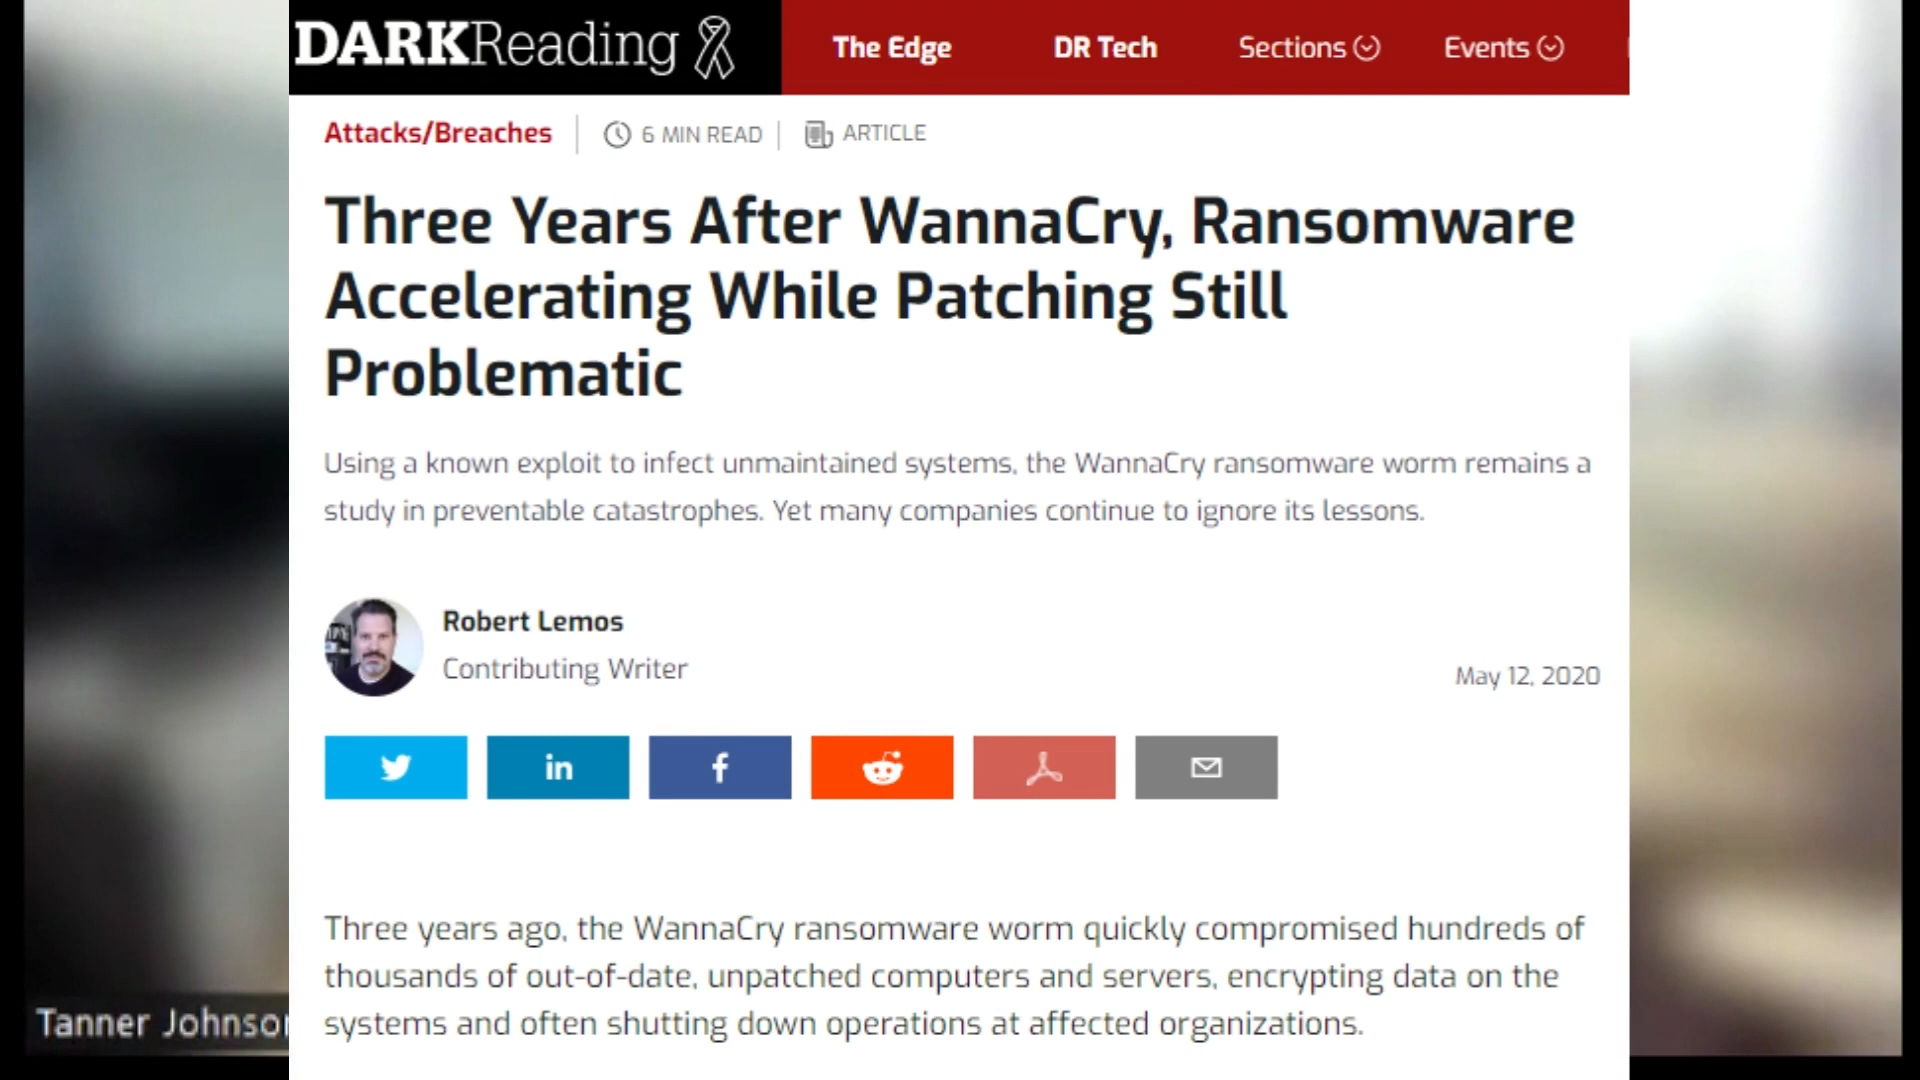 DARKReading
The Edge
DR Tech
Sections
Events
Attacks/Breaches
6 MIN READ
ARTICLE
Three Years After WannaCry, Ransomware
Accelerating While Patching Still
Problematic
Using a known exploit to infect unmaintained systems, the WannaCry ransomware worm remains a
study in preventable catastrophes. Yet many companies continue to ignore its lessons.
Robert Lemos
Contributing Writer
May 12, 2020
in
f
Three years ago, the WannaCry ransomware worm quickly compromised hundreds of
thousands of out-of-date, unpatched computers and servers, encrypting data on the
systems and often shutting down operations at affected organizations.
Tanner Johnson